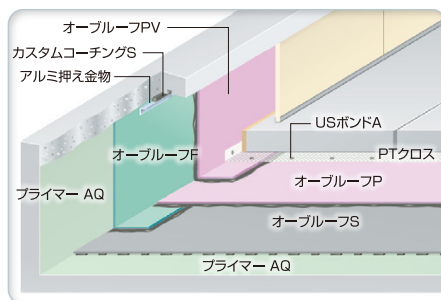 オーブルーフPV
カスタムコーチングS
アルミ押え金物
USボンドA
オーブルーフF
PTクロス
プライマー AQ
オーブルーフP
オーブルーフS
プライマー AQ